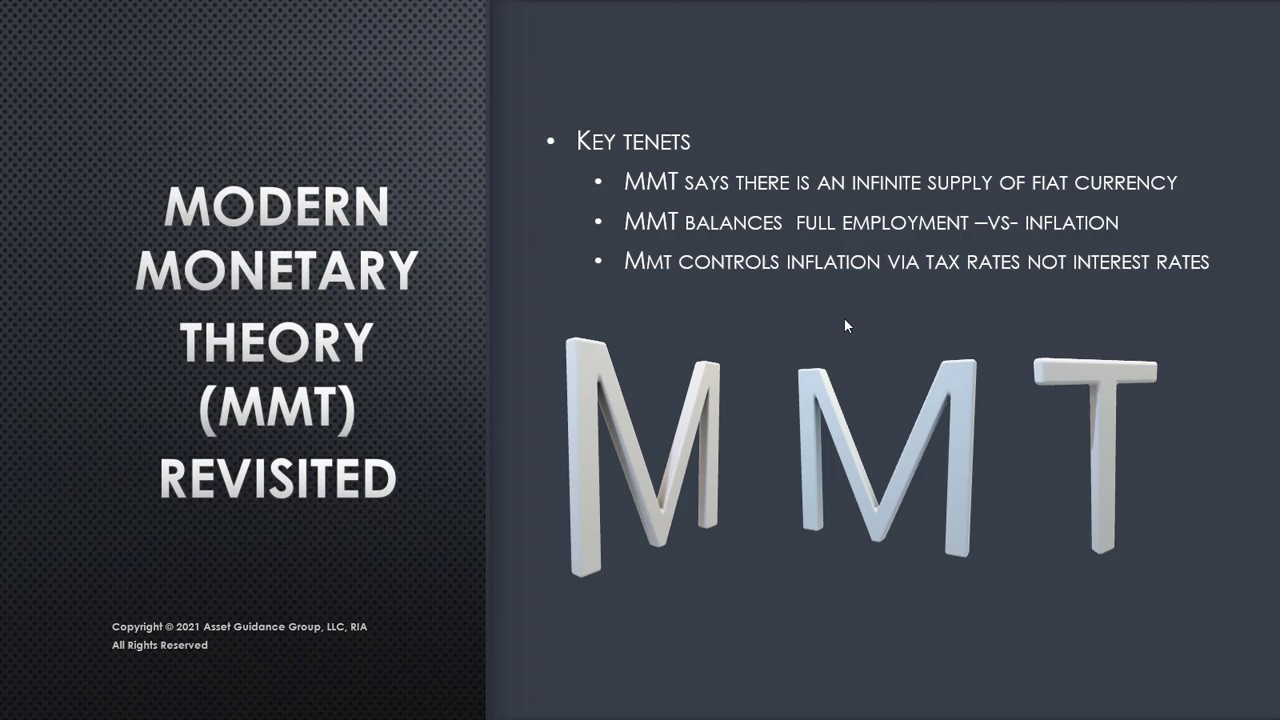 MODERN
MONETARY
THEORY
(MMT)
REVISITED
Copyright © 2021 Asset Guidance Group, LLC, RIA
All Rights Reserved
• Key tenets
• MMT says there is an infinite supply of fiat currency
• MMT balances  full employment –vs- inflation
• Mmt controls inflation via tax rates not interest rates
M M T